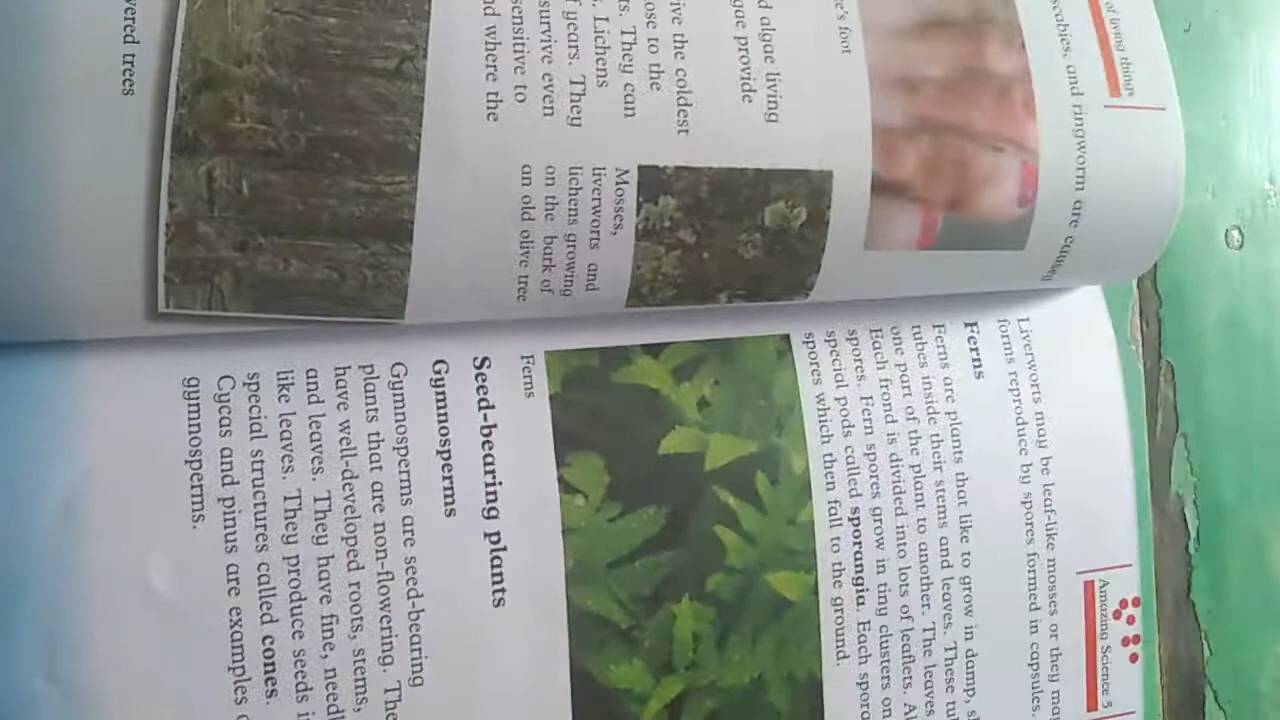 of living things
scabies, and ringworm are caused
e's foot
d algae living
gae provide
ive the coldest
ose to the
ts. They can
. Lichens
f years. They
survive even
sensitive to
nd where the
Mosses,
liverworts and
lichens growing
on the bark of
an old olive tree
vered trees
Amazing Science 5
Liverworts may be leaf-like mosses or they may
forms reproduce by spores formed in capsules.
Ferns
Ferns are plants that like to grow in damp, s
tubes inside their stems and leaves. These tu
one part of the plant to another. The leaves
Each frond is divided into lots of leaflets. Al
spores. Fern spores grow in tiny clusters on
special pods called sporangia. Each spora
spores which then fall to the ground.
Ferns
Seed-bearing plants
Gymnosperms
Gymnosperms are seed-bearing
plants that are non-flowering. The
have well-developed roots, stems,
and leaves. They have fine, needl
like leaves. They produce seeds i
special structures called cones.
Cycas and pinus are examples o
gymnosperms.